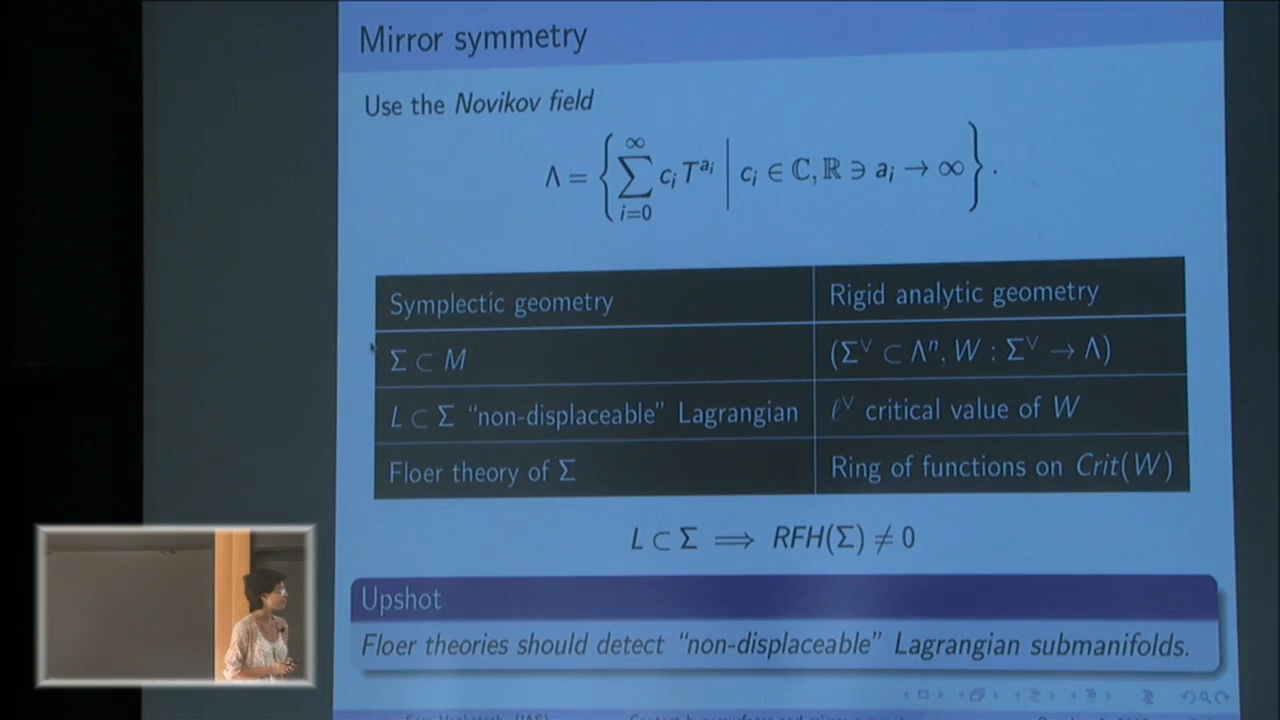 Mirror symmetry
Use the Novikov field
Λ = { ∑_{i=0}^{∞} c_i T^{a_i} | c_i ∈ ℂ, ℝ ∋ a_i → ∞ } .
Symplectic geometry
Rigid analytic geometry
Σ ⊂ M
(Σ^∨ ⊂ Λ^n, W : Σ^∨ → Λ)
L ⊂ Σ "non-displaceable" Lagrangian
ℓ^∨ critical value of W
Floer theory of Σ
Ring of functions on Crit(W)
L ⊂ Σ ⟹ RFH(Σ) ≠ 0
Upshot
Floer theories should detect "non-displaceable" Lagrangian submanifolds.